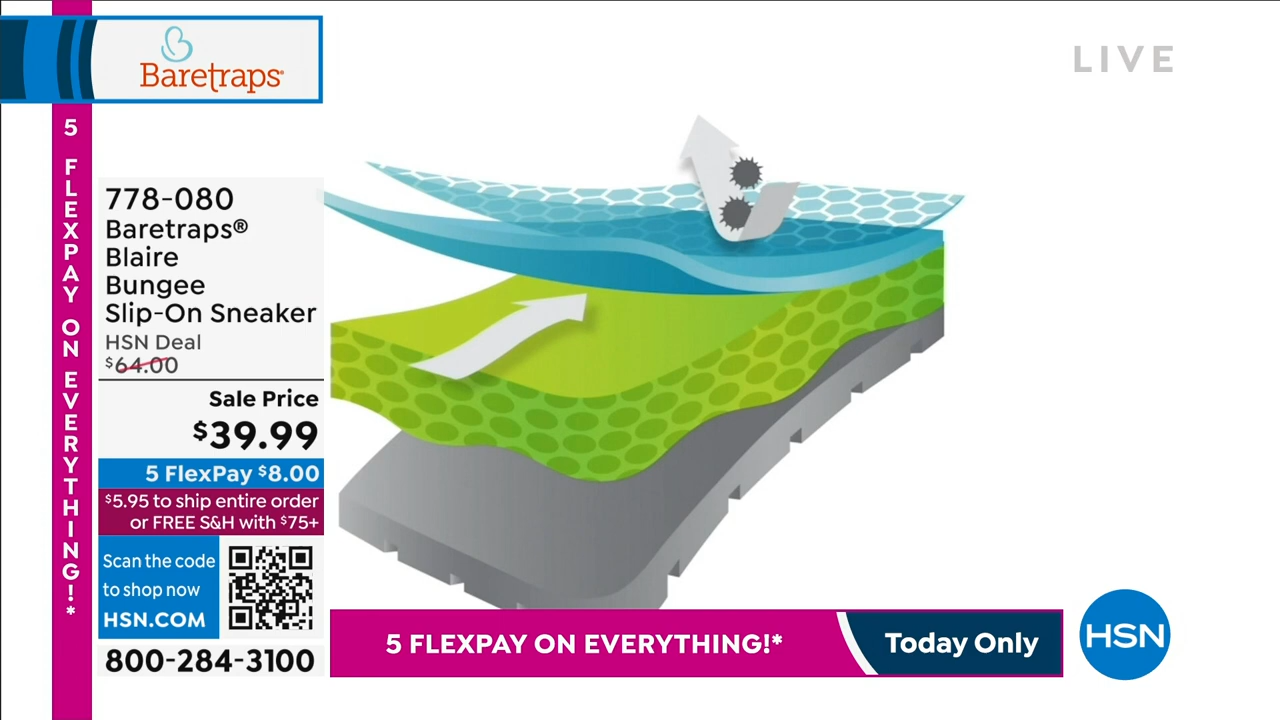 Baretraps®
LIVE
5 FLEXPAY ON EVERYTHING!*
778-080
Baretraps®
Blaire
Bungee
Slip-On Sneaker
HSN Deal
$64.00
Sale Price
$39.99
5 FlexPay $8.00
$5.95 to ship entire order
or FREE S&H with $75+
Scan the code
to shop now
HSN.COM
800-284-3100
5 FLEXPAY ON EVERYTHING!*
Today Only
HSN